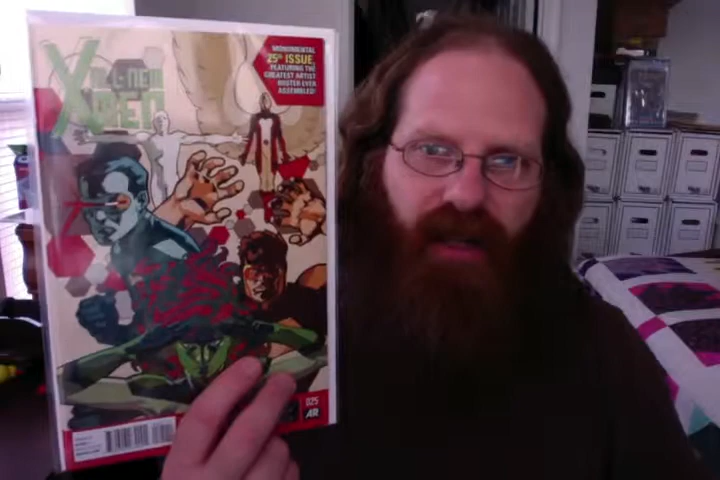 ALL-NEW
X-MEN
MONUMENTAL
25TH ISSUE,
FEATURING THE
GREATEST ARTIST
ROSTER EVER
ASSEMBLED!
025
AR